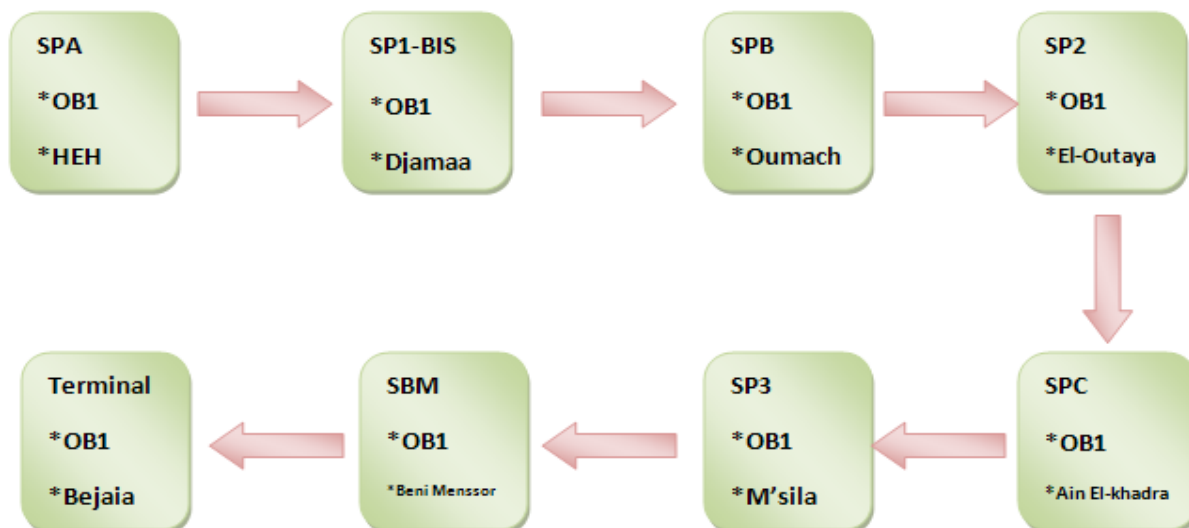 SPA
*OB1
*HEH
SP1-BIS
*OB1
*Djamaa
SPB
*OB1
*Oumach
SP2
*OB1
*El-Outaya
SPC
*OB1
*Ain El-khadra
SP3
*OB1
*M’sila
SBM
*OB1
*Beni Menssor
Terminal
*OB1
*Bejaia